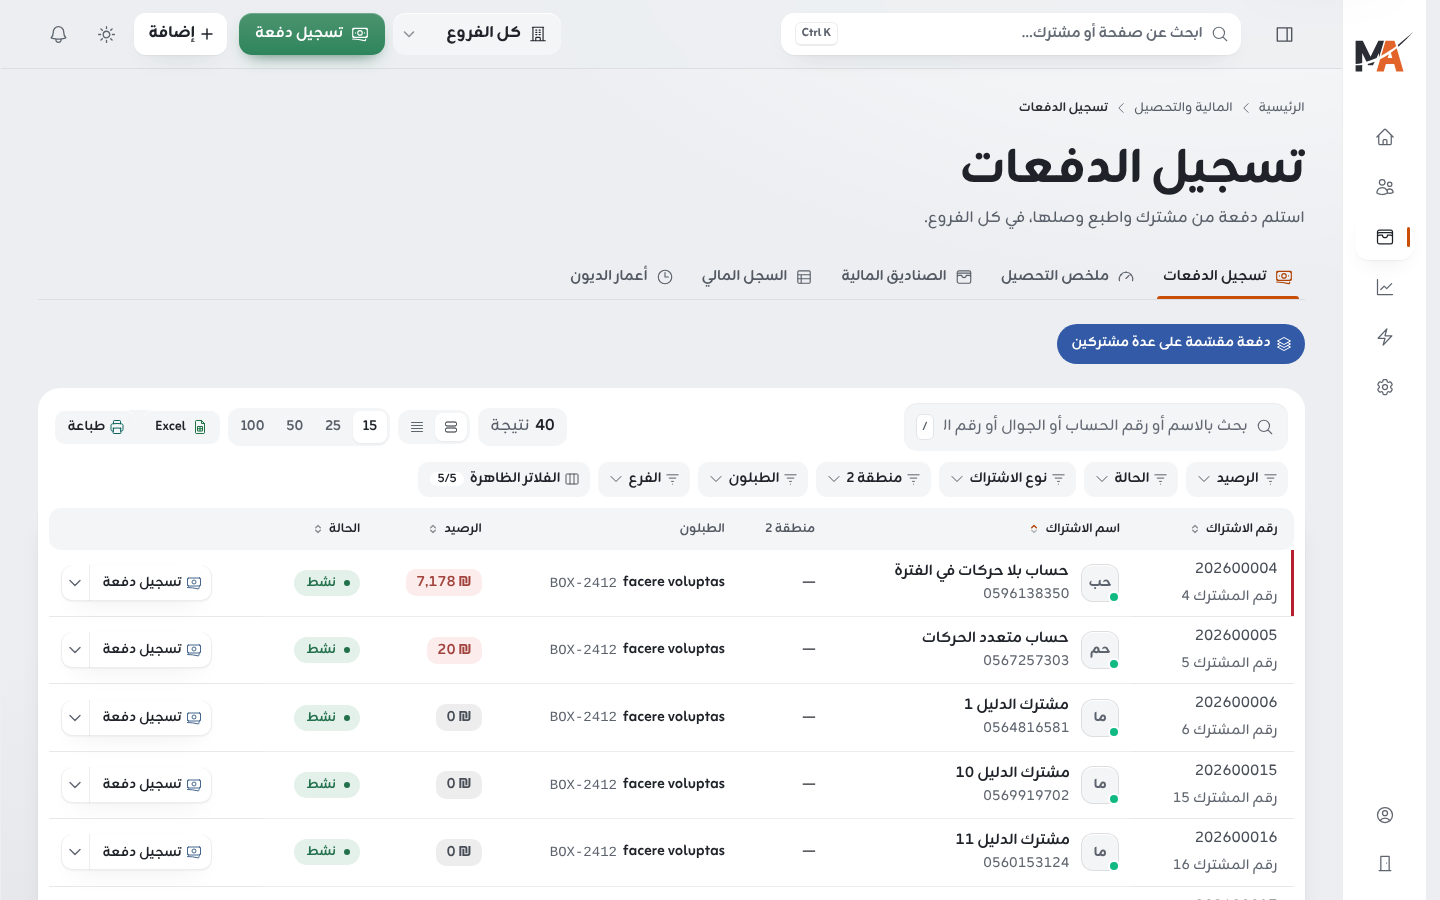 MA
ابحث عن صفحة أو مشترك...
Ctrl K
كل الفروع
تسجيل دفعة
إضافة
الرئيسية
المالية والتحصيل
تسجيل الدفعات
تسجيل الدفعات
استلم دفعة من مشترك واطبع وصلها، في كل الفروع.
تسجيل الدفعات
ملخص التحصيل
الصناديق المالية
السجل المالي
أعمار الديون
دفعة مقسّمة على عدة مشتركين
بحث بالاسم أو رقم الحساب أو الجوال أو رقم ال
/
40 نتيجة
15 25 50 100
Excel
طباعة
الرصيد
الحالة
نوع الاشتراك
منطقة 2
الطبلون
الفرع
الفلاتر الظاهرة 5/5
رقم الاشتراك اسم الاشتراك منطقة 2 الطبلون الرصيد الحالة
202600004
رقم المشترك 4
حب
حساب بلا حركات في الفترة
0596138350
—
facere voluptas BOX-2412
₪ 7,178
نشط
تسجيل دفعة
202600005
رقم المشترك 5
حم
حساب متعدد الحركات
0567257303
—
facere voluptas BOX-2412
₪ 20
نشط
تسجيل دفعة
202600006
رقم المشترك 6
ما
مشترك الدليل 1
0564816581
—
facere voluptas BOX-2412
₪ 0
نشط
تسجيل دفعة
202600015
رقم المشترك 15
ما
مشترك الدليل 10
0569919702
—
facere voluptas BOX-2412
₪ 0
نشط
تسجيل دفعة
202600016
رقم المشترك 16
ما
مشترك الدليل 11
0560153124
—
facere voluptas BOX-2412
₪ 0
نشط
تسجيل دفعة